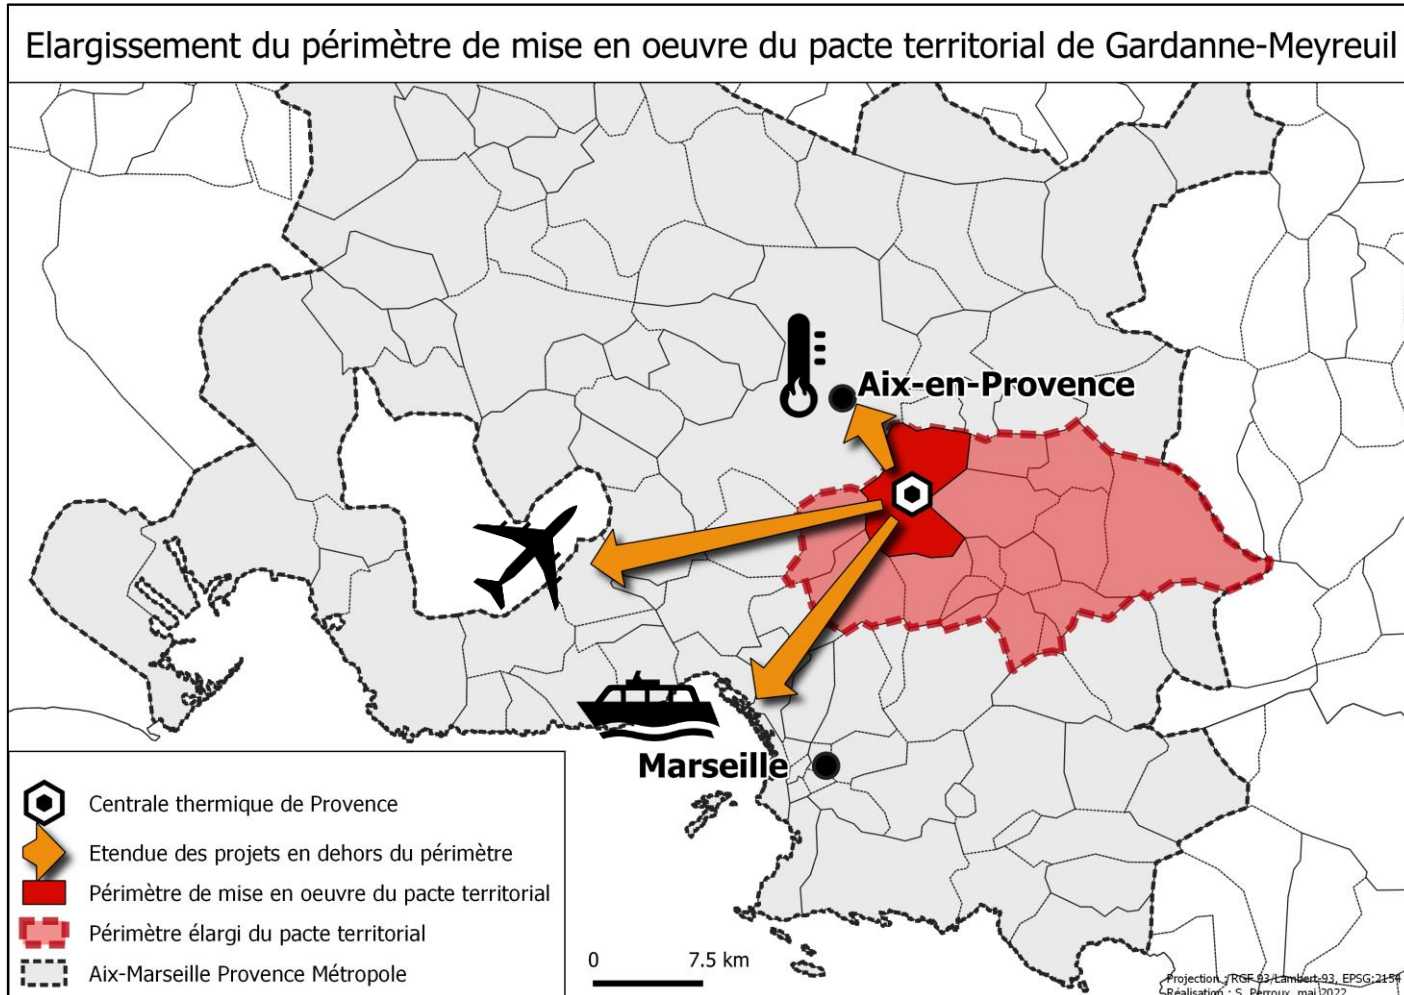 Elargissement du périmètre de mise en oeuvre du pacte territorial de Gardanne-Meyreuil
Aix-en-Provence
Marseille
Centrale thermique de Provence
Etendue des projets en dehors du périmètre
Périmètre de mise en oeuvre du pacte territorial
Périmètre élargi du pacte territorial
Aix-Marseille Provence Métropole
0 7.5 km
Projection : RGF 93/Lambert-93, EPSG:2154
Réalisation : S. Perroux, mai 2022